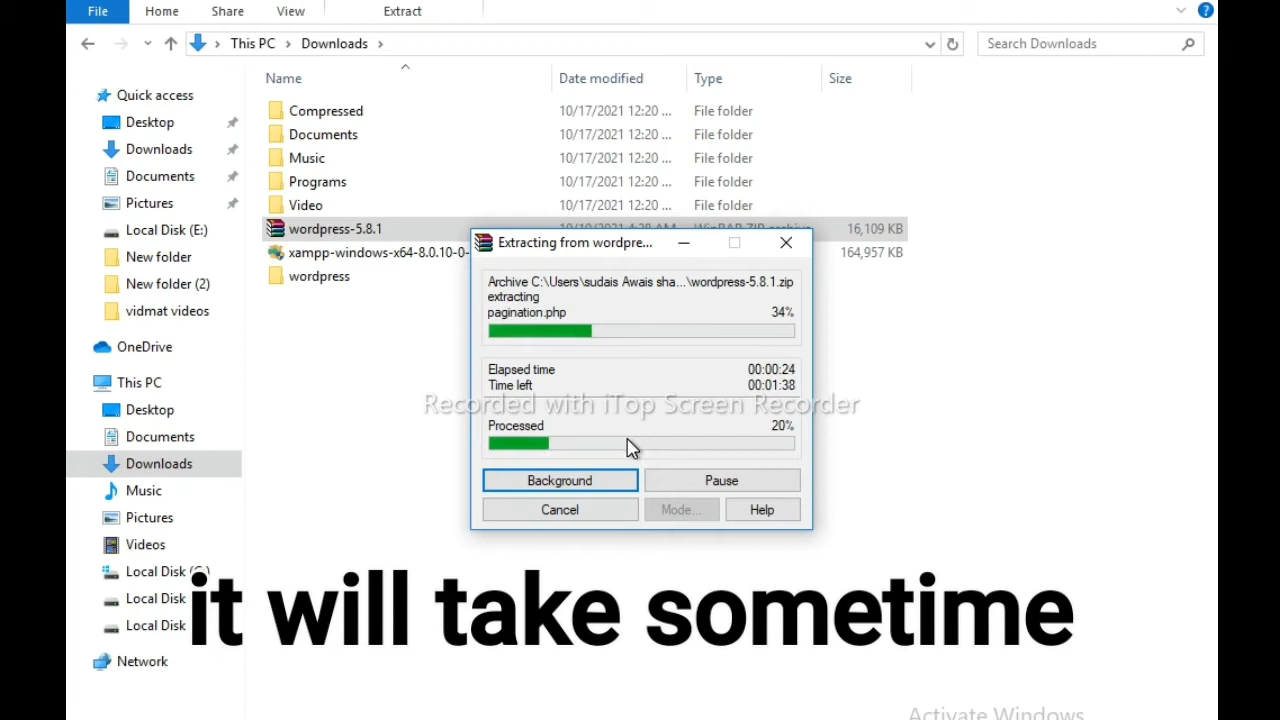 File Home Share View Extract
This PC Downloads
Search Downloads
Name Date modified Type Size
Quick access
Desktop
Downloads
Documents
Pictures
Local Disk (E:)
New folder
New folder (2)
vidmat videos
OneDrive
This PC
Desktop
Documents
Downloads
Music
Pictures
Videos
Local Disk
Local Disk
Local Disk
Network
Compressed 10/17/2021 12:20 ... File folder
Documents 10/17/2021 12:20 ... File folder
Music 10/17/2021 12:20 ... File folder
Programs 10/17/2021 12:20 ... File folder
Video 10/17/2021 12:20 ... File folder
wordpress-5.8.1 16,109 KB
xampp-windows-x64-8.0.10-0- 164,957 KB
wordpress
Extracting from wordpre...
Archive C:\Users\sudais Awais sha...\wordpress-5.8.1.zip
extracting
pagination.php 34%
Elapsed time 00:00:24
Time left 00:01:38
Recorded with iTop Screen Recorder
Processed 20%
Background Pause
Cancel Mode... Help
it will take sometime
Activate Windows